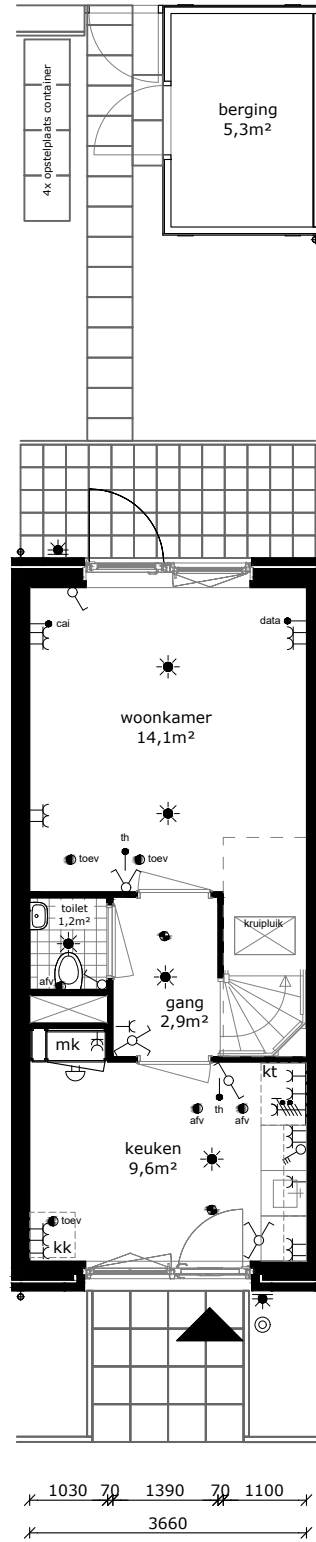 4x opstelplaats container
berging
5,3m²
cai
data
woonkamer
14,1m²
th
toev
toev
toilet
1,2m²
kruipluik
afv
gang
2,9m²
mk
kt
th
afv
afv
keuken
9,6m²
toev
kk
1030 70 1390 70 1100
3660